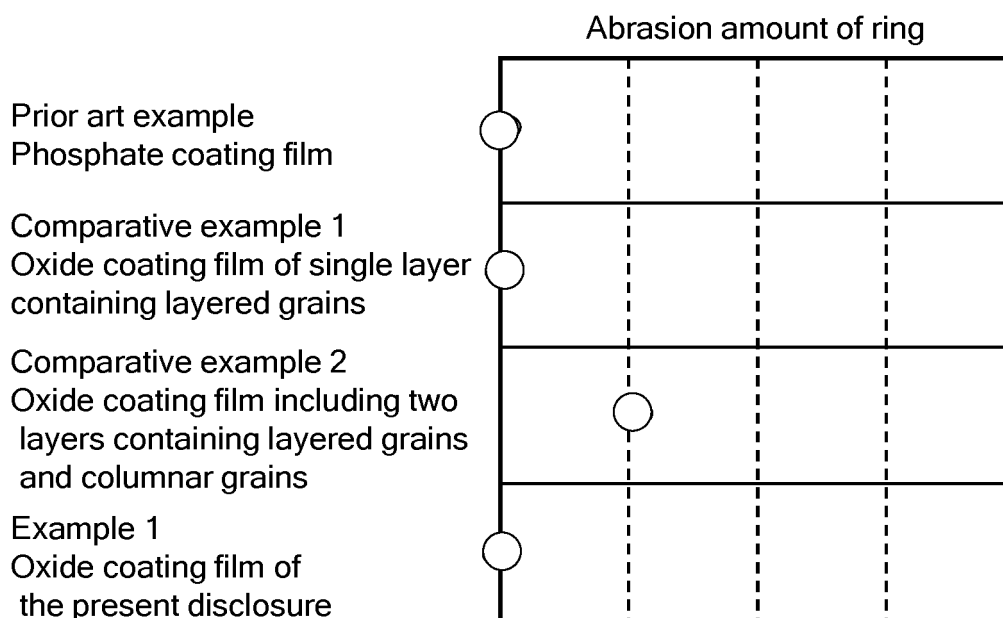 Abrasion amount of ring
Prior art example
Phosphate coating film
Comparative example 1
Oxide coating film of single layer
containing layered grains
Comparative example 2
Oxide coating film including two
layers containing layered grains
and columnar grains
Example 1
Oxide coating film of
the present disclosure